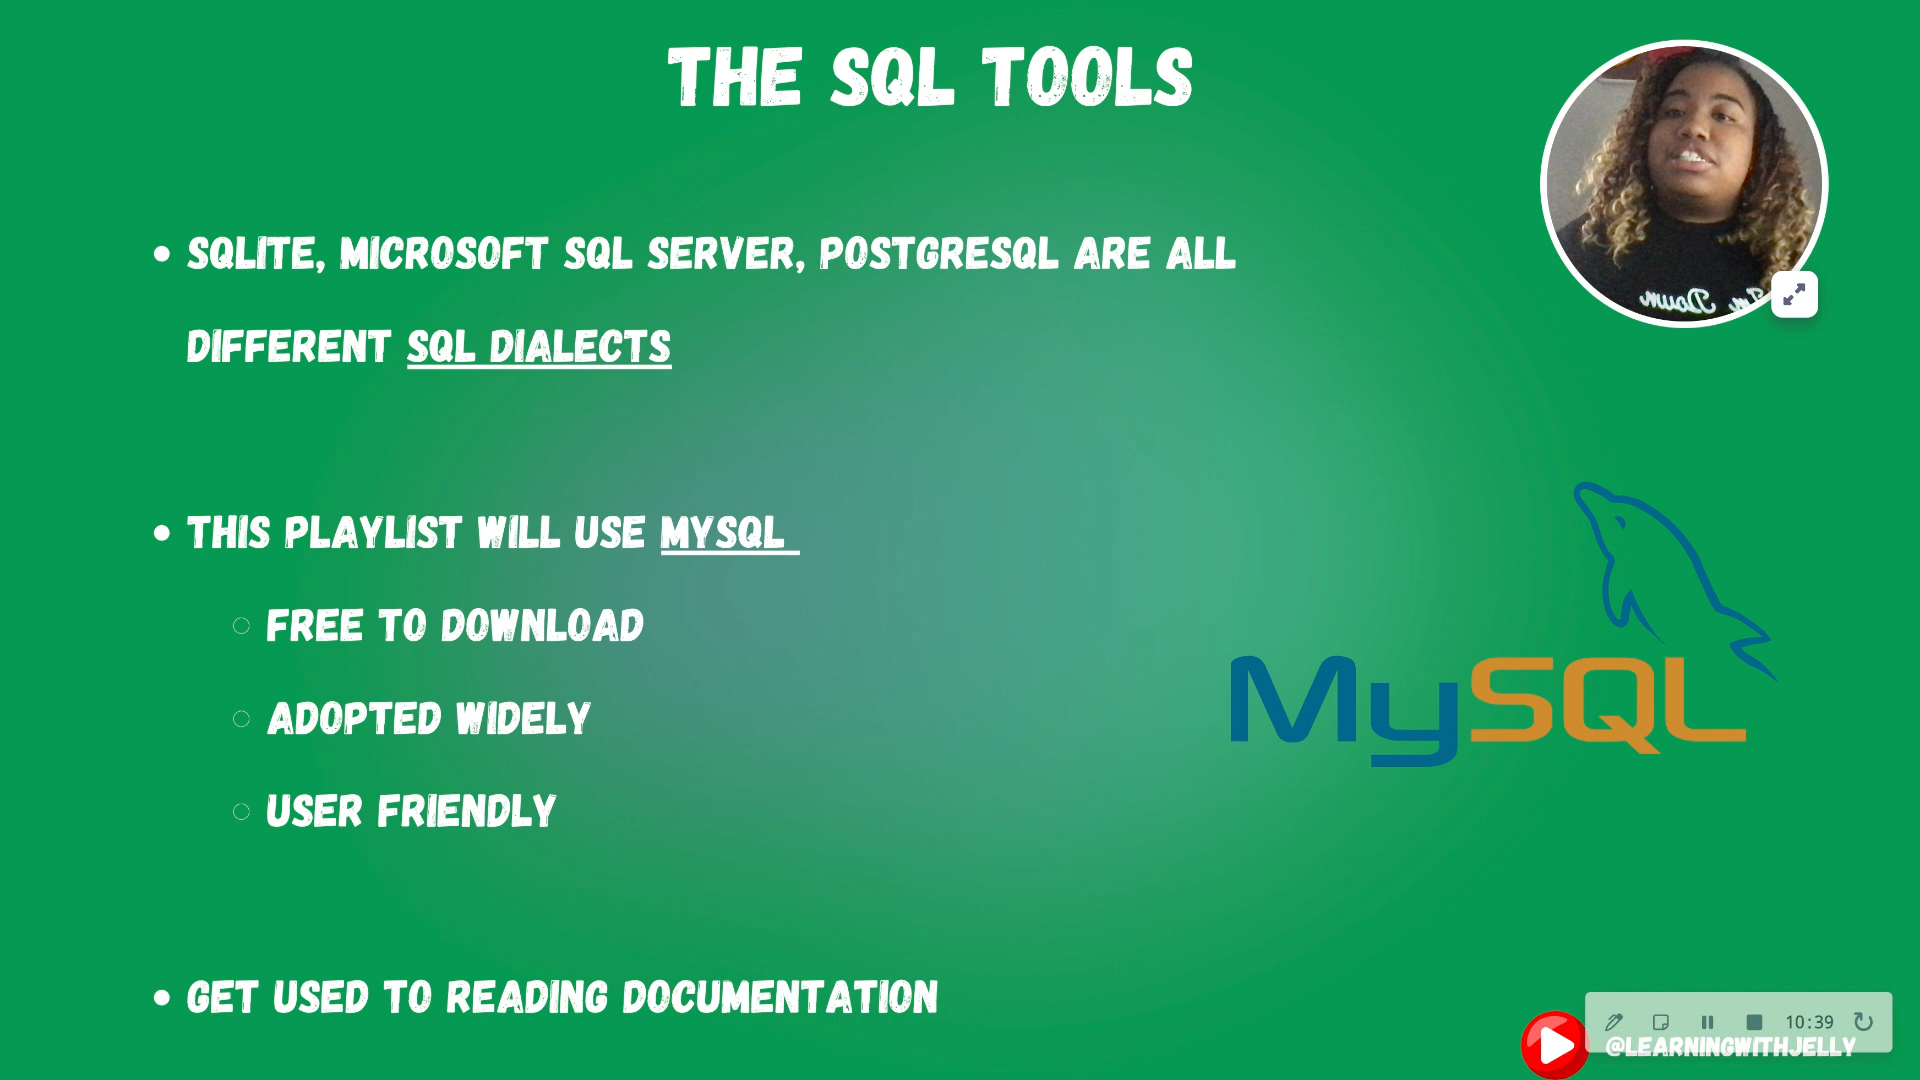 THE SQL TOOLS
SQLITE, MICROSOFT SQL SERVER, POSTGRESQL ARE ALL
DIFFERENT SQL DIALECTS
THIS PLAYLIST WILL USE MYSQL
FREE TO DOWNLOAD
ADOPTED WIDELY
USER FRIENDLY
GET USED TO READING DOCUMENTATION
I'm Down
MySQL
10:39
@LEARNINGWITHJELLY